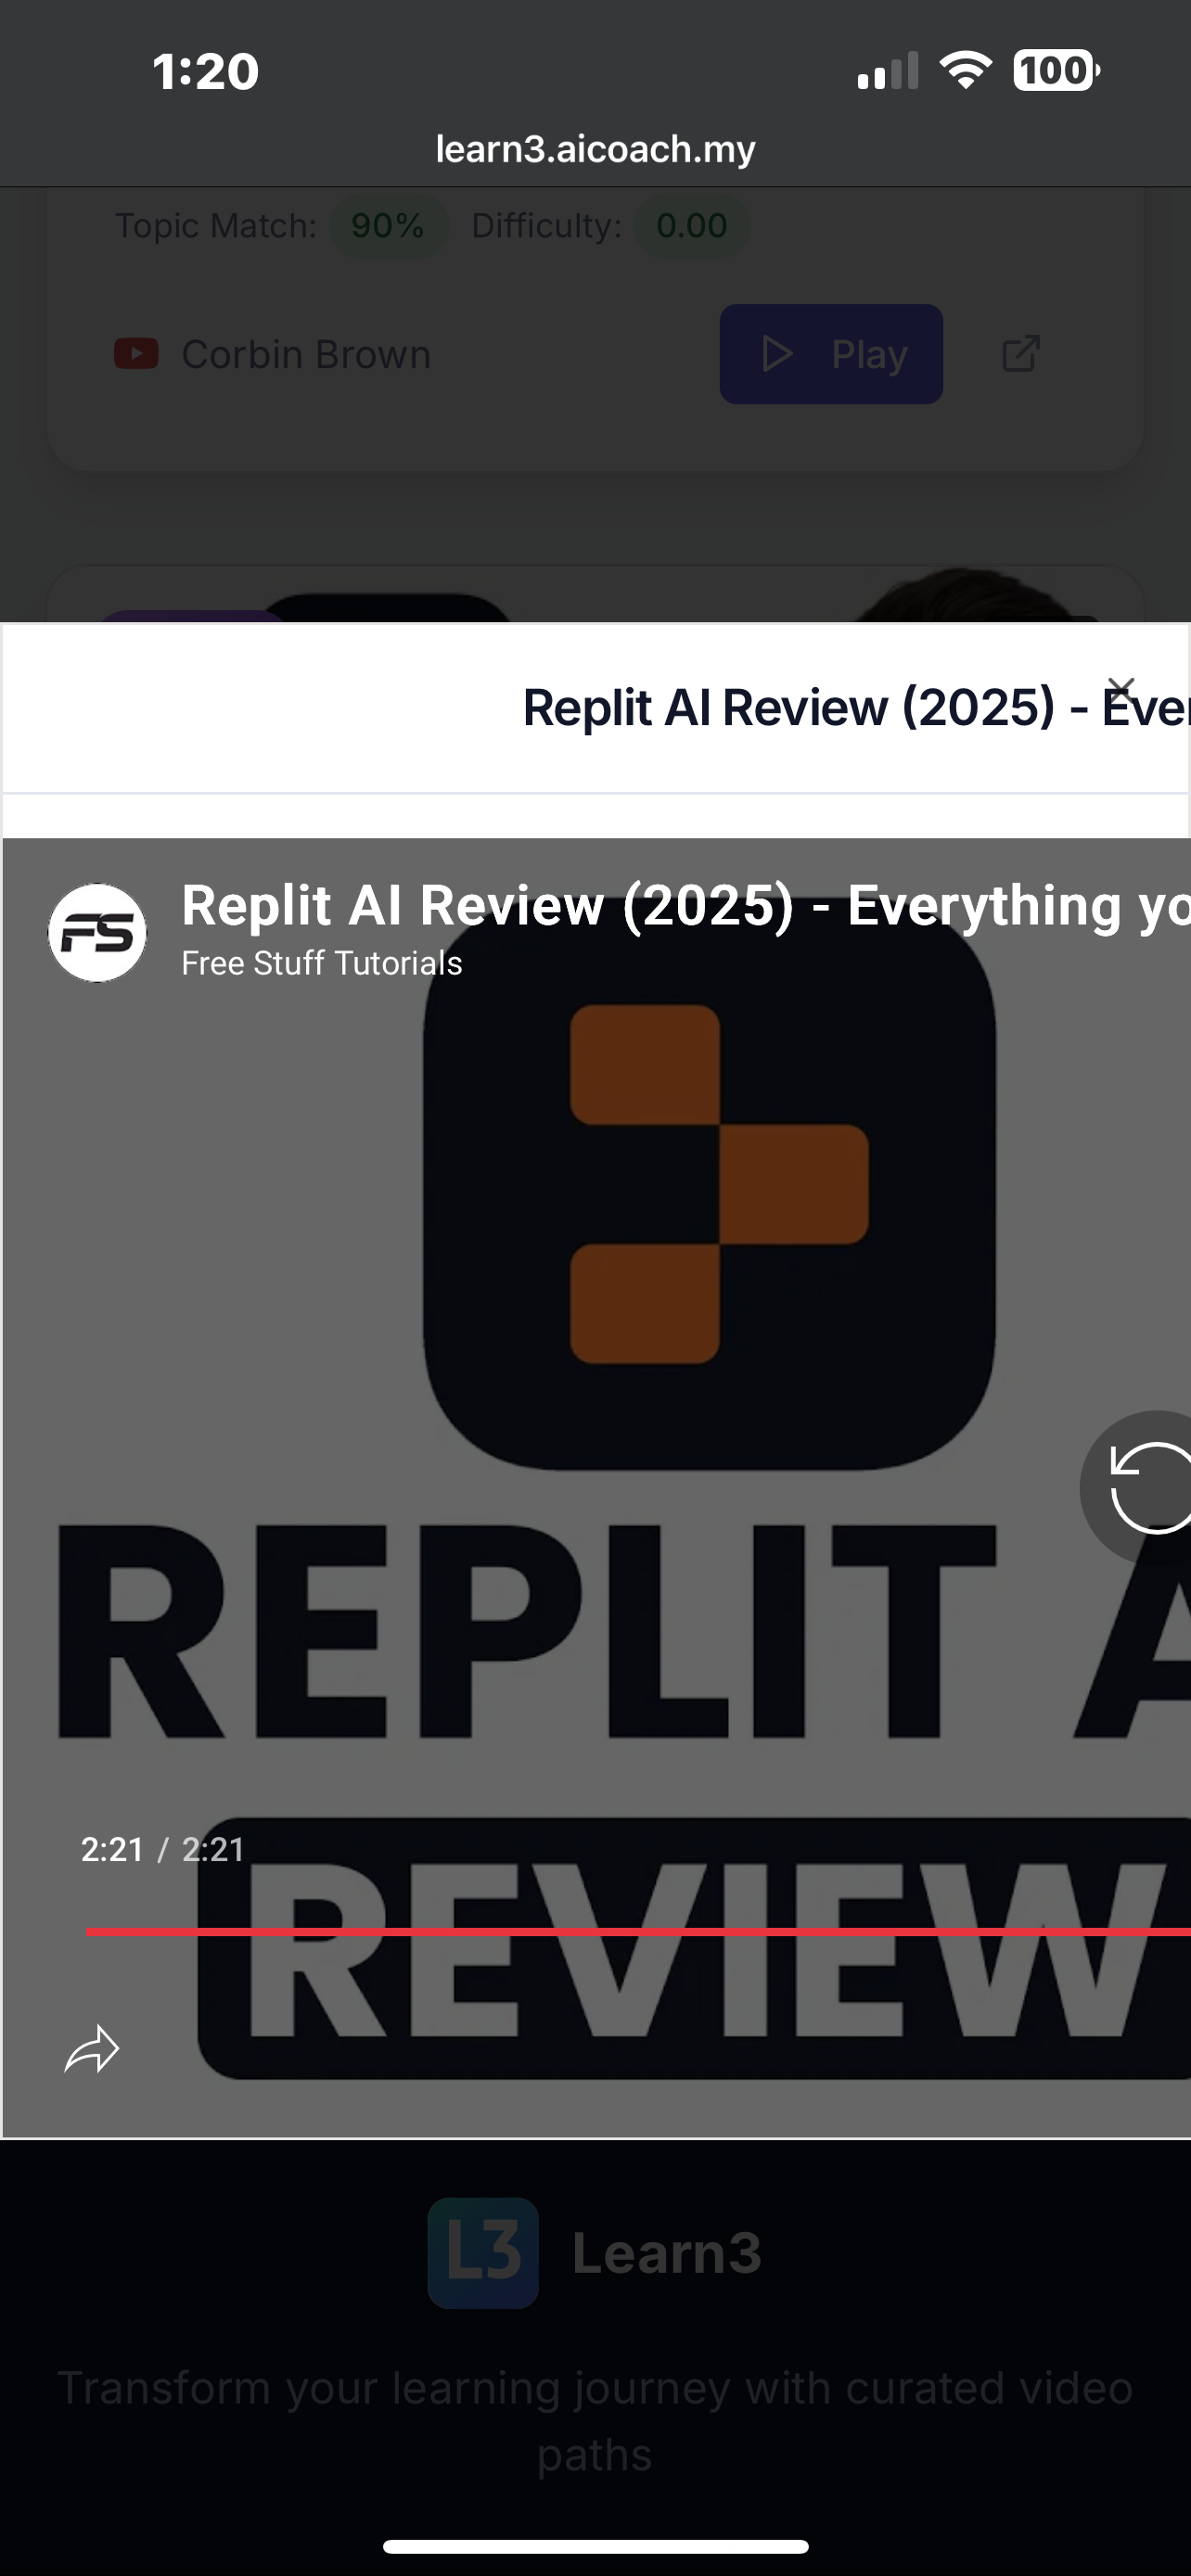 1:20
100
learn3.aicoach.my
Topic Match: 90% Difficulty: 0.00
Corbin Brown
Play
Replit AI Review (2025) - Ever
FS
Replit AI Review (2025) - Everything yo
Free Stuff Tutorials
REPLIT A
2:21 / 2:21
REVIEW
L3 Learn3
Transform your learning journey with curated video
paths